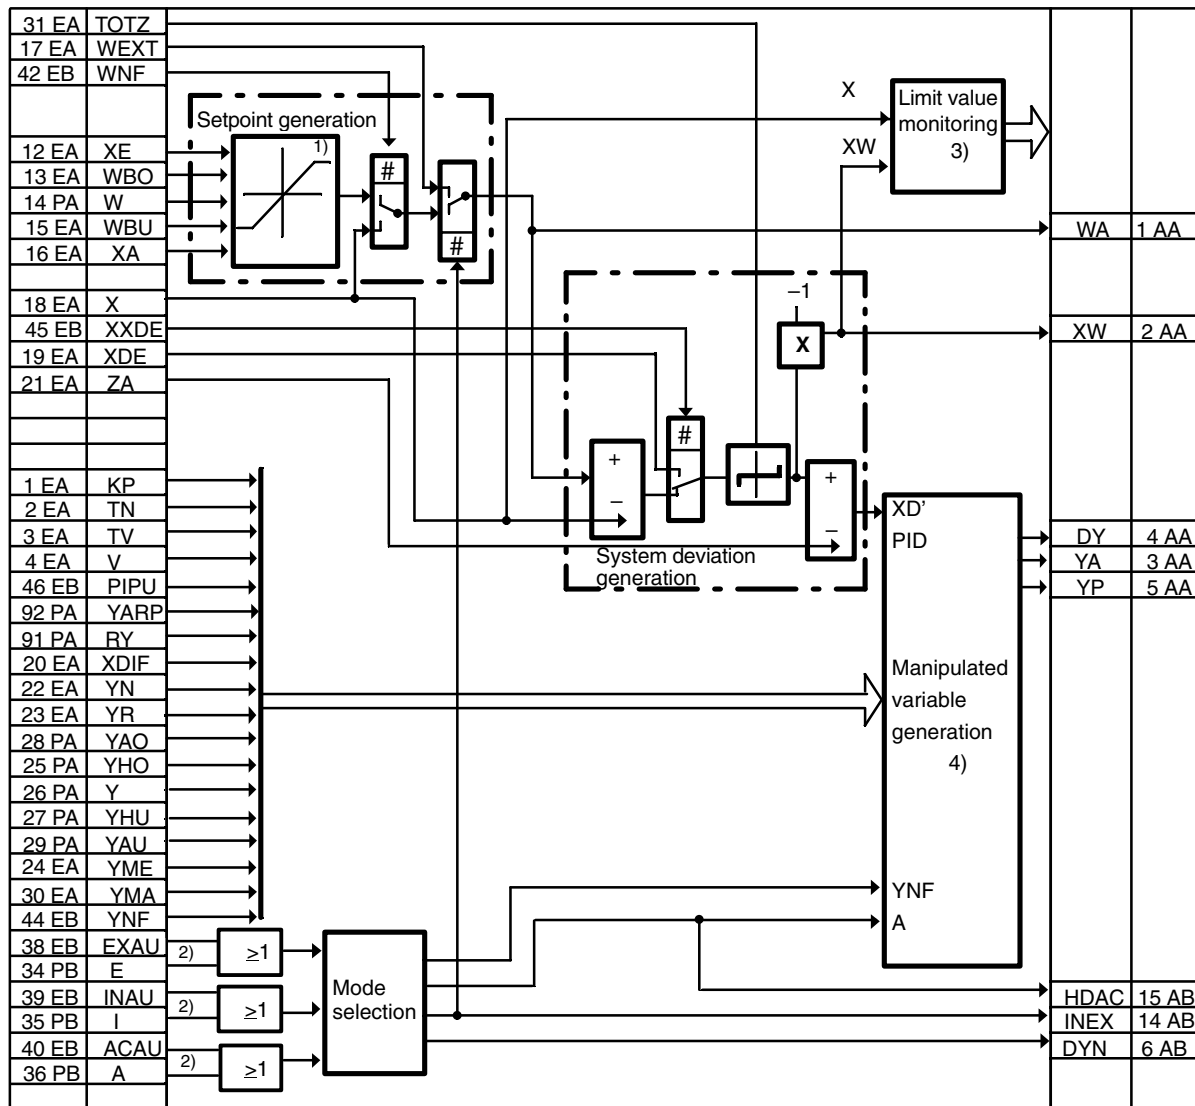 31 EA TOTZ
17 EA WEXT
42 EB WNF
12 EA XE
13 EA WBO
14 PA W
15 EA WBU
16 EA XA
18 EA X
45 EB XXDE
19 EA XDE
21 EA ZA
1 EA KP
2 EA TN
3 EA TV
4 EA V
46 EB PIPU
92 PA YARP
91 PA RY
20 EA XDIF
22 EA YN
23 EA YR
28 PA YAO
25 PA YHO
26 PA Y
27 PA YHU
29 PA YAU
24 EA YME
30 EA YMA
44 EB YNF
38 EB EXAU
34 PB E
39 EB INAU
35 PB I
40 EB ACAU
36 PB A
Setpoint generation
1)
#
#
X
XW
Limit value
monitoring
3)
–1
X
#
+
–
+
–
System deviation
generation
XD'
PID
Manipulated
variable
generation
4)
YNF
A
2) ≥1
2) ≥1
2) ≥1
Mode
selection
WA 1 AA
XW 2 AA
DY 4 AA
YA 3 AA
YP 5 AA
HDAC 15 AB
INEX 14 AB
DYN 6 AB